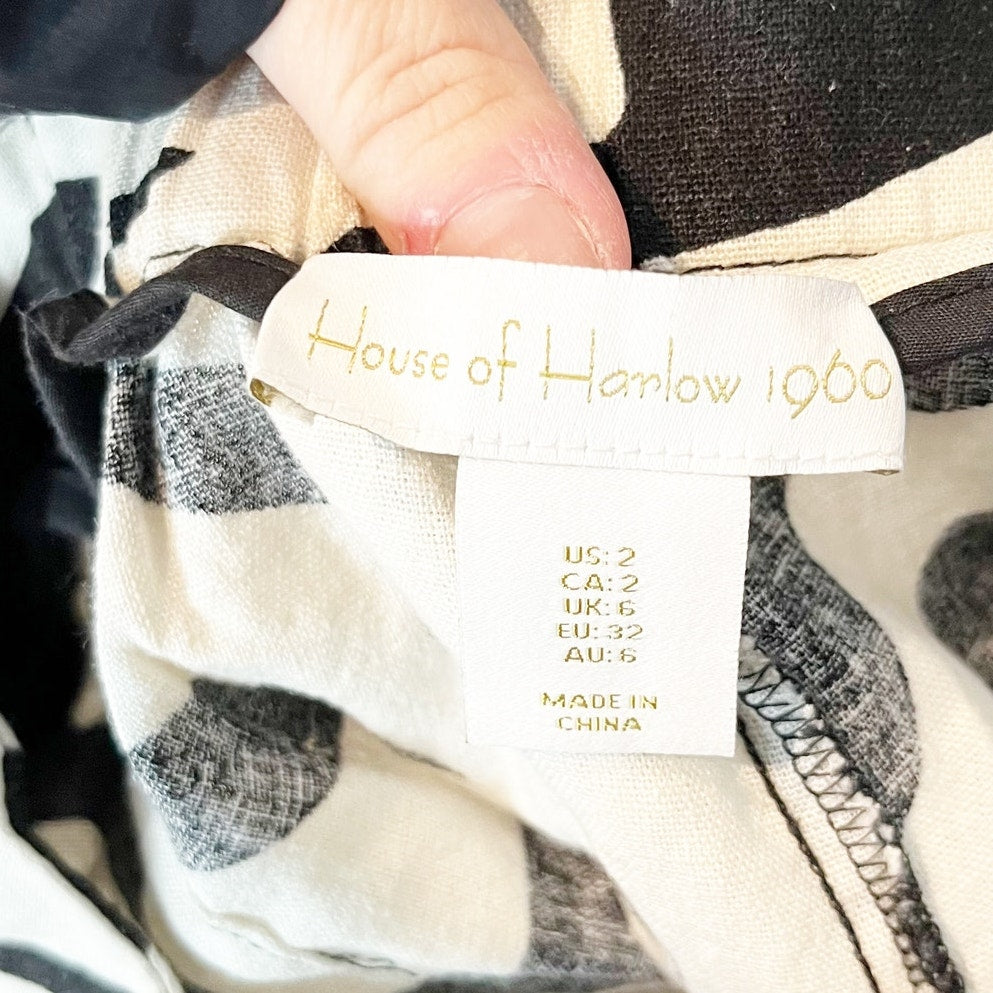 House of Harlow 1960
US: 2
CA: 2
UK: 6
EU: 32
AU: 6
MADE IN
CHINA